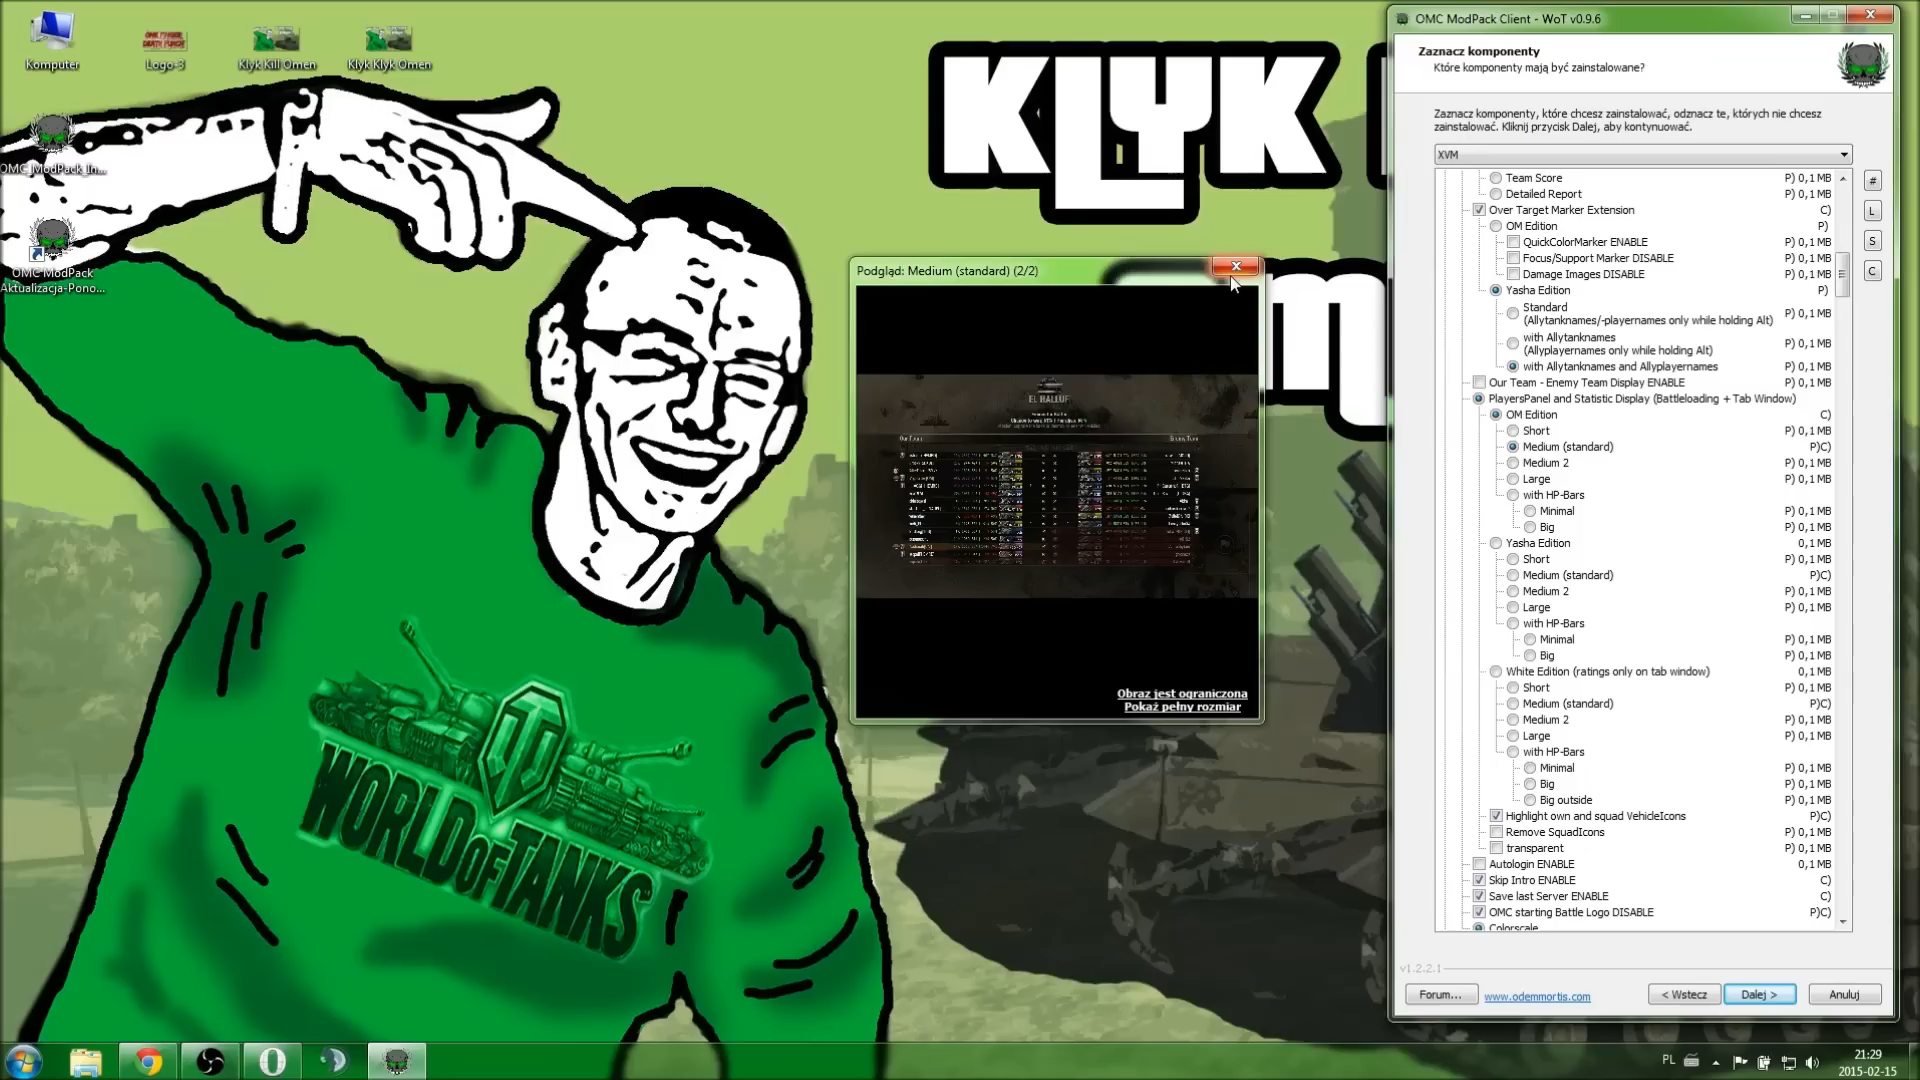 Komputer
Logo-3
Klyk Kill Omen
Klyk Klyk Omen
OMC ModPack In...
OMC ModPack
Aktualizacja-Pono...
KLYK
WORLD OF TANKS
Podgląd: Medium (standard) (2/2)
EL HALLUF
Obraz jest ograniczona
Pokaż pełny rozmiar
OMC ModPack Client - WoT v0.9.6
Zaznacz komponenty
Które komponenty mają być zainstalowane?
Zaznacz komponenty, które chcesz zainstalować, odznacz te, których nie chcesz
zainstalować. Kliknij przycisk Dalej, aby kontynuować.
XVM
#
L
S
C
Team Score P) 0,1 MB
Detailed Report P) 0,1 MB
Over Target Marker Extension C)
OM Edition P)
QuickColorMarker ENABLE P) 0,1 MB
Focus/Support Marker DISABLE P) 0,1 MB
Damage Images DISABLE P) 0,1 MB
Yasha Edition P)
Standard
(Allytanknames/-playernames only while holding Alt) P) 0,1 MB
with Allytanknames
(Allyplayernames only while holding Alt) P) 0,1 MB
with Allytanknames and Allyplayernames P) 0,1 MB
Our Team - Enemy Team Display ENABLE P) 0,1 MB
PlayersPanel and Statistic Display (Battleloading + Tab Window)
OM Edition C)
Short P) 0,1 MB
Medium (standard) P)C)
Medium 2 P) 0,1 MB
Large P) 0,1 MB
with HP-Bars P) 0,1 MB
Minimal P) 0,1 MB
Big P) 0,1 MB
Yasha Edition 0,1 MB
Short P) 0,1 MB
Medium (standard) P)C)
Medium 2 P) 0,1 MB
Large P) 0,1 MB
with HP-Bars P) 0,1 MB
Minimal P) 0,1 MB
Big P) 0,1 MB
White Edition (ratings only on tab window) 0,1 MB
Short P) 0,1 MB
Medium (standard) P)C)
Medium 2 P) 0,1 MB
Large P) 0,1 MB
with HP-Bars P) 0,1 MB
Minimal P) 0,1 MB
Big P) 0,1 MB
Big outside P) 0,1 MB
Highlight own and squad VehicleIcons P)C)
Remove SquadIcons P) 0,1 MB
transparent P) 0,1 MB
Autologin ENABLE 0,1 MB
Skip Intro ENABLE C)
Save last Server ENABLE C)
OMC starting Battle Logo DISABLE P)C)
Colorscale
v1.2.2.1
Forum...
www.odemmortis.com
< Wstecz
Dalej >
Anuluj
PL
21:29
2015-02-15